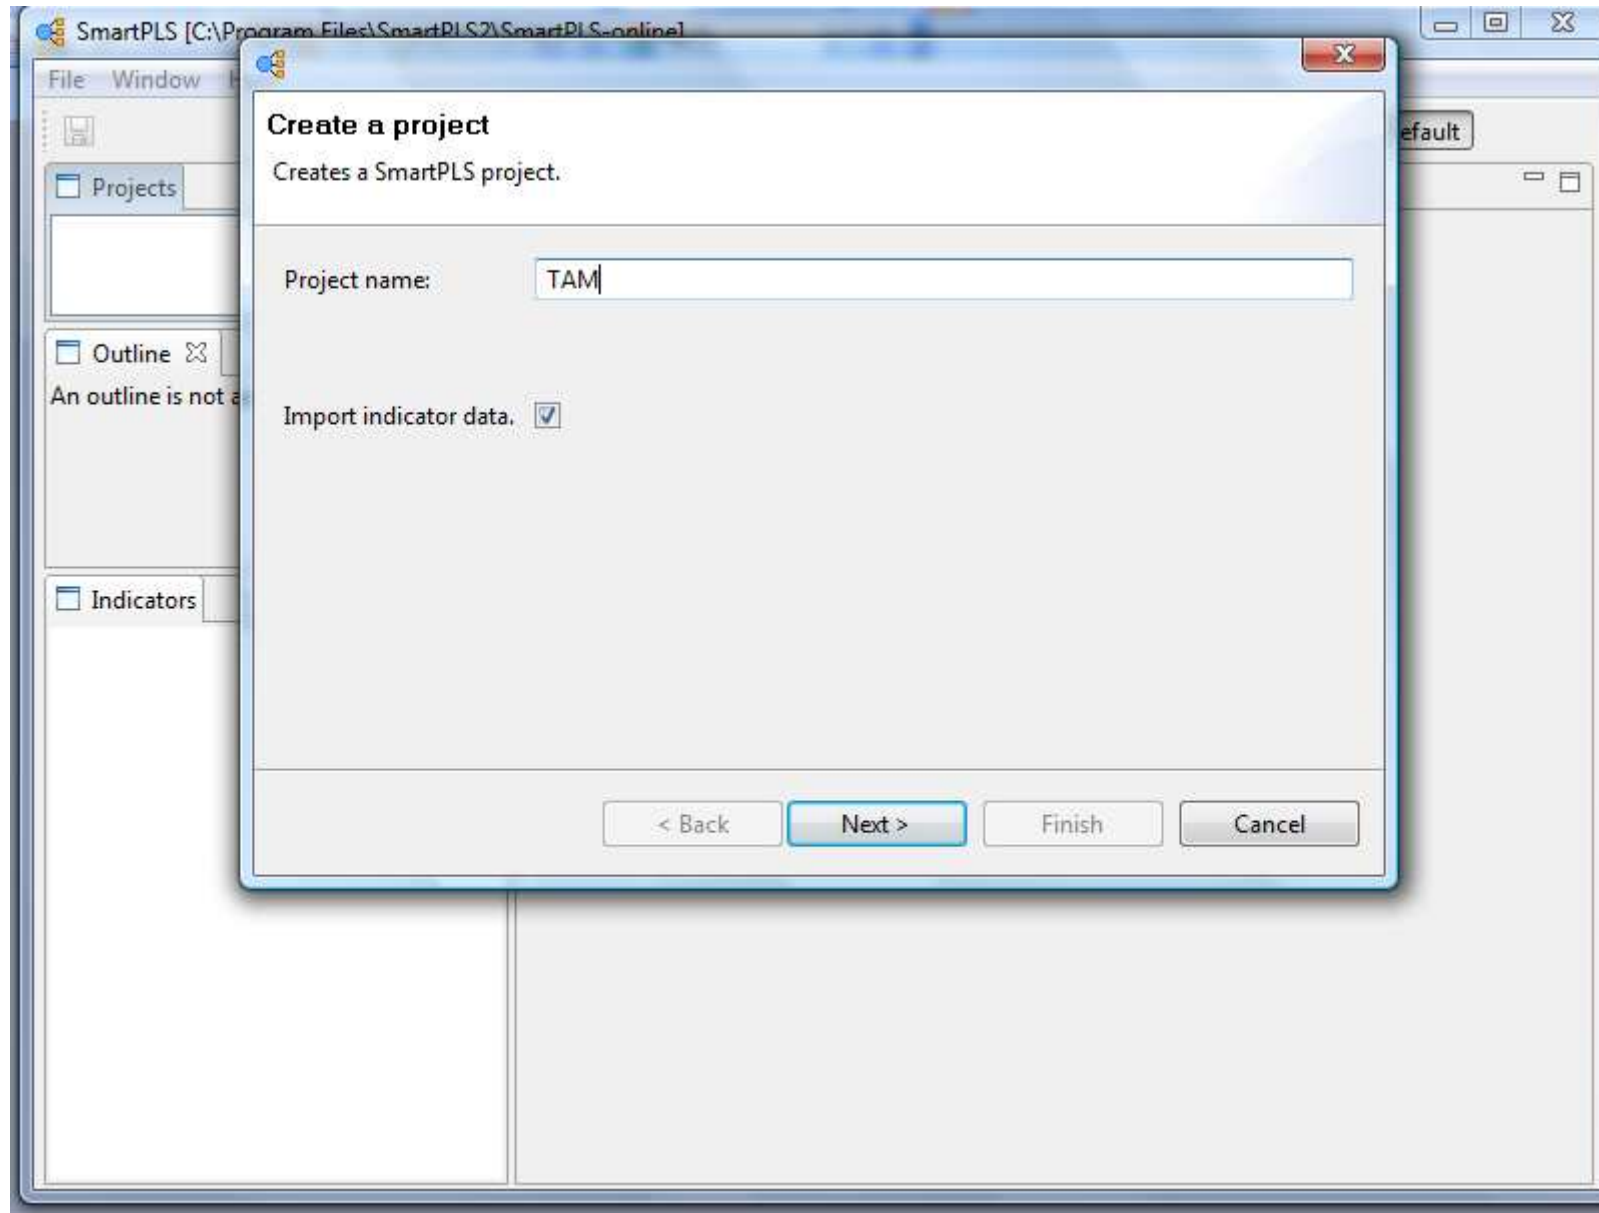 SmartPLS [C:\Program Files\SmartPLS2\SmartPLS-online]
File Window
Create a project
Creates a SmartPLS project.
Projects
Project name: TAM
Outline
An outline is not
Import indicator data.
Indicators
< Back Next > Finish Cancel